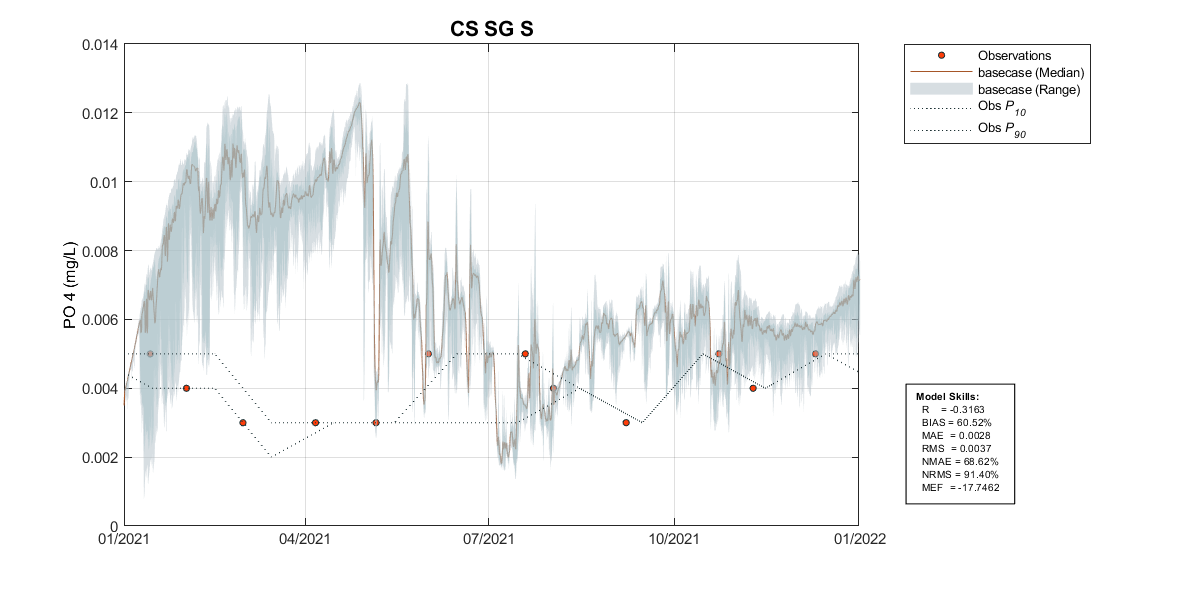 CS SG S
PO 4 (mg/L)
0.014
0.012
0.01
0.008
0.006
0.004
0.002
0
01/2021
04/2021
07/2021
10/2021
01/2022
Observations
basecase (Median)
basecase (Range)
Obs P10
Obs P90
Model Skills:
R = -0.3163
BIAS = 60.52%
MAE = 0.0028
RMS = 0.0037
NMAE = 68.62%
NRMS = 91.40%
MEF = -17.7462